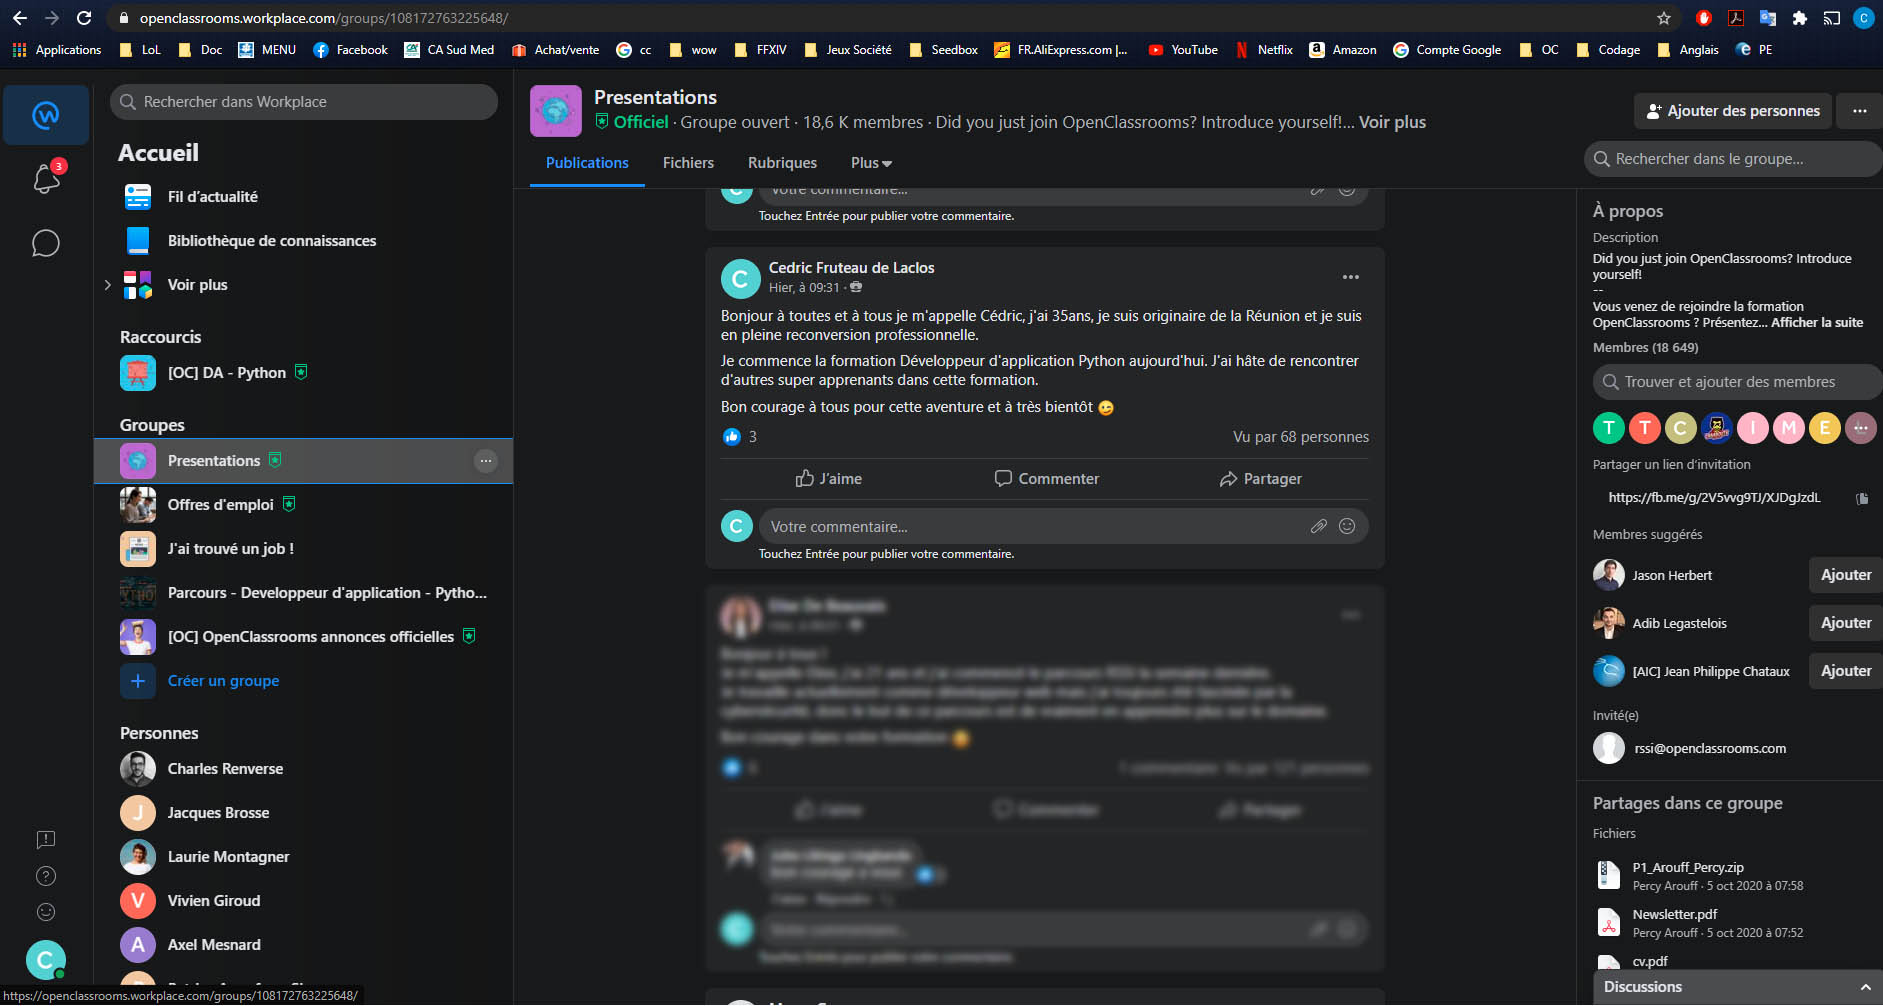 openclassrooms.workplace.com/groups/108172763225648/
Applications LoL Doc MENU Facebook CA Sud Med Achat/vente cc wow FFXIV Jeux Société Seedbox FR.AliExpress.com |... YouTube Netflix Amazon Compte Google OC Codage Anglais PE
3
Rechercher dans Workplace
Accueil
Fil d'actualité
Bibliothèque de connaissances
Voir plus
Raccourcis
[OC] DA - Python
Groupes
Presentations
Offres d'emploi
J'ai trouvé un job !
Parcours - Developpeur d'application - Pytho...
[OC] OpenClassrooms annonces officielles
Créer un groupe
Personnes
Charles Renverse
J
Jacques Brosse
Laurie Montagner
V
Vivien Giroud
A
Axel Mesnard
C
https://openclassrooms.workplace.com/groups/108172763225648/
Presentations
Officiel · Groupe ouvert · 18,6 K membres · Did you just join OpenClassrooms? Introduce yourself!... Voir plus
Ajouter des personnes
Publications Fichiers Rubriques Plus
Rechercher dans le groupe...
Votre commentaire...
Touchez Entrée pour publier votre commentaire.
C
Cedric Fruteau de Laclos
Hier, à 09:31 ·
Bonjour à toutes et à tous je m'appelle Cédric, j'ai 35ans, je suis originaire de la Réunion et je suis
en pleine reconversion professionnelle.
Je commence la formation Développeur d'application Python aujourd'hui. J'ai hâte de rencontrer
d'autres super apprenants dans cette formation.
Bon courage à tous pour cette aventure et à très bientôt 😉
3
Vu par 68 personnes
J'aime Commenter Partager
C
Votre commentaire...
Touchez Entrée pour publier votre commentaire.
À propos
Description
Did you just join OpenClassrooms? Introduce
yourself!
--
Vous venez de rejoindre la formation
OpenClassrooms ? Présentez... Afficher la suite
Membres (18 649)
Trouver et ajouter des membres
T T C I M E L
Partager un lien d'invitation
https://fb.me/g/2V5vvg9TJ/XJDgJzdL
Membres suggérés
Jason Herbert Ajouter
Adib Legastelois Ajouter
[AIC] Jean Philippe Chataux Ajouter
Invité(e)
rssi@openclassrooms.com
Partages dans ce groupe
Fichiers
P1_Arouff_Percy.zip
Percy Arouff · 5 oct 2020 à 07:58
Newsletter.pdf
Percy Arouff · 5 oct 2020 à 07:52
cv.pdf
Discussions